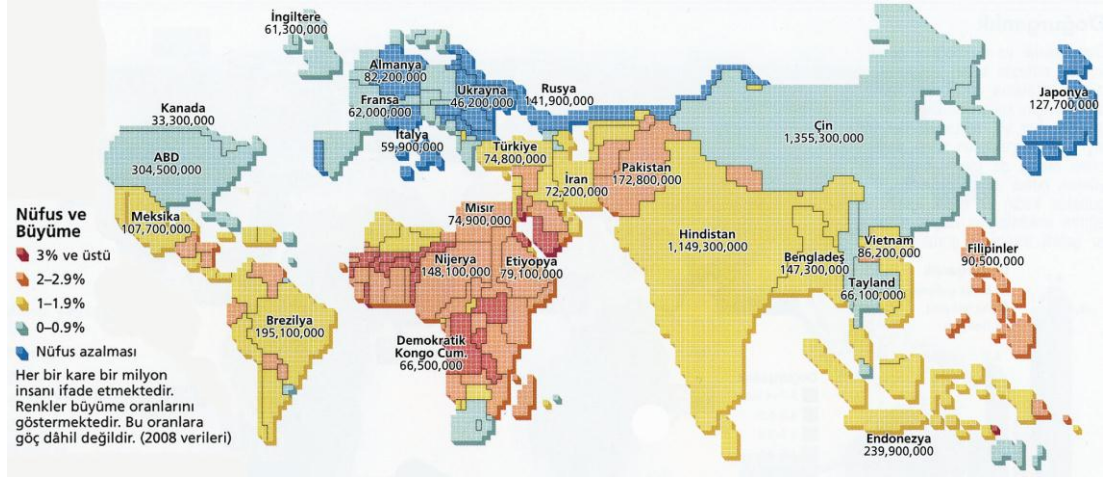 İngiltere
61,300,000
Almanya
82,200,000
Ukrayna
46,200,000
Rusya
141,900,000
Japonya
127,700,000
Kanada
33,300,000
Fransa
62,000,000
İtalya
59,900,000
Çin
1,355,300,000
ABD
304,500,000
Türkiye
74,800,000
Pakistan
172,800,000
İran
72,200,000
Mısır
74,900,000
Nüfus ve
Büyüme
3% ve üstü
2–2.9%
1–1.9%
0–0.9%
Nüfus azalması
Her bir kare bir milyon
insanı ifade etmektedir.
Renkler büyüme oranlarını
göstermektedir. Bu oranlara
göç dâhil değildir. (2008 verileri)
Meksika
107,700,000
Hindistan
1,149,300,000
Vietnam
86,200,000
Filipinler
90,500,000
Nijerya
148,100,000
Etiyopya
79,100,000
Bengladeş
147,300,000
Tayland
66,100,000
Brezilya
195,100,000
Demokratik
Kongo Cum.
66,500,000
Endonezya
239,900,000